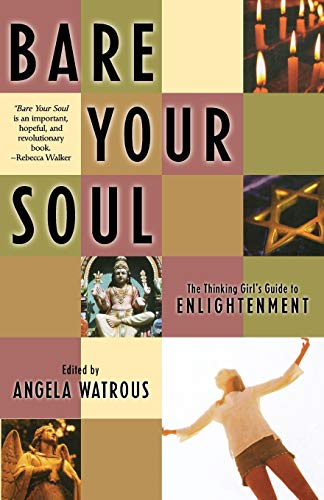 BARE
YOUR
SOUL
"Bare Your Soul
is an important,
hopeful, and
revolutionary
book.
—Rebecca Walker
The Thinking Girl's Guide to
ENLIGHTENMENT
Edited by
ANGELA WATROUS